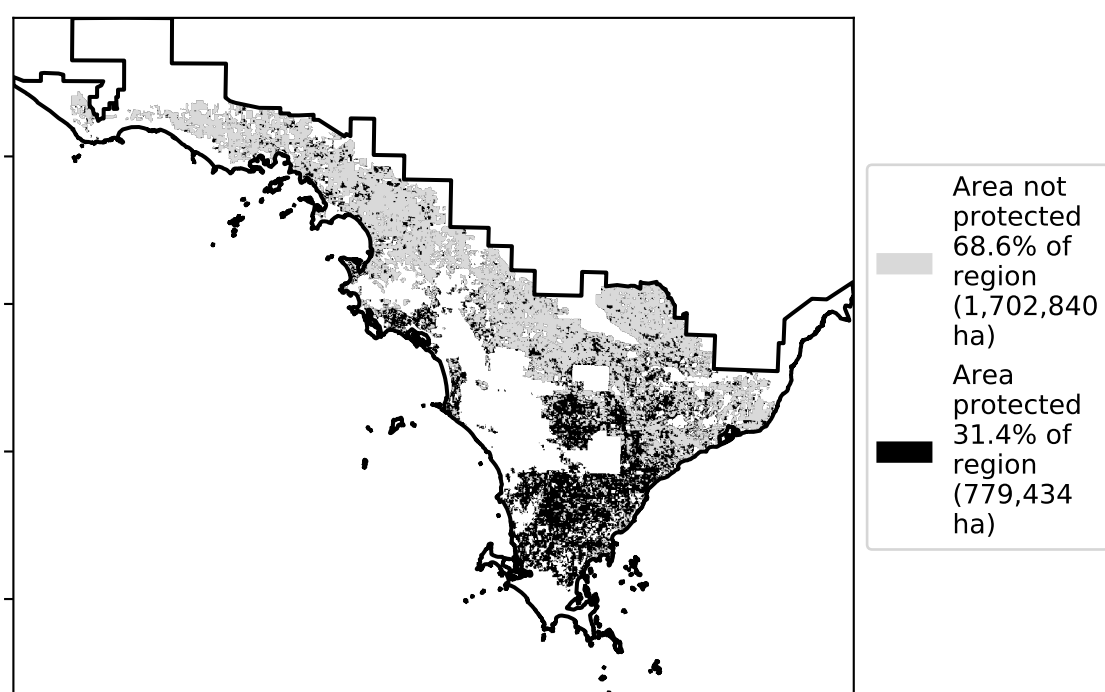 Area not
protected
68.6% of
region
(1,702,840
ha)
Area
protected
31.4% of
region
(779,434
ha)